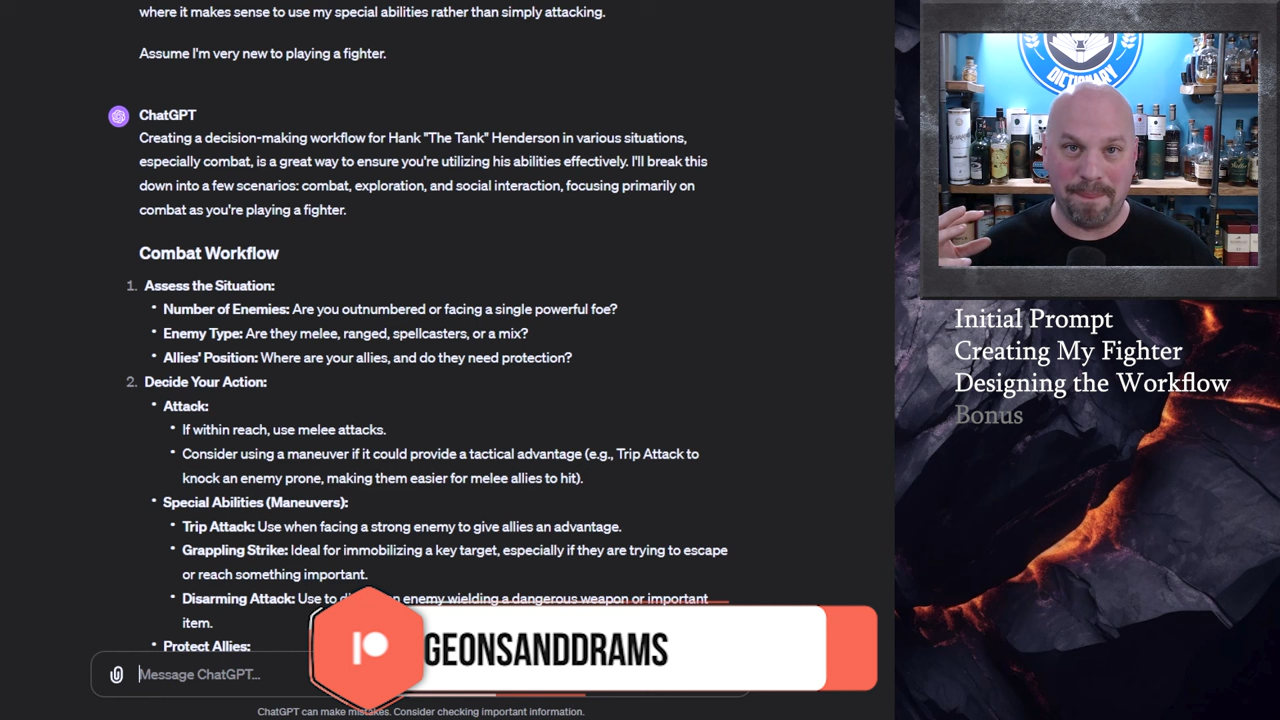 where it makes sense to use my special abilities rather than simply attacking.
Assume I'm very new to playing a fighter.
ChatGPT
Creating a decision-making workflow for Hank "The Tank" Henderson in various situations,
especially combat, is a great way to ensure you're utilizing his abilities effectively. I'll break this
down into a few scenarios: combat, exploration, and social interaction, focusing primarily on
combat as you're playing a fighter.
Combat Workflow
1. Assess the Situation:
• Number of Enemies: Are you outnumbered or facing a single powerful foe?
• Enemy Type: Are they melee, ranged, spellcasters, or a mix?
• Allies' Position: Where are your allies, and do they need protection?
2. Decide Your Action:
• Attack:
• If within reach, use melee attacks.
• Consider using a maneuver if it could provide a tactical advantage (e.g., Trip Attack to
knock an enemy prone, making them easier for melee allies to hit).
• Special Abilities (Maneuvers):
• Trip Attack: Use when facing a strong enemy to give allies an advantage.
• Grappling Strike: Ideal for immobilizing a key target, especially if they are trying to escape
or reach something important.
• Disarming Attack: Use to enemy wielding a dangerous weapon or important
item.
• Protect Allies:
Message ChatGPT...
GEONSANDDRAMS
ChatGPT can make mistakes. Consider checking important information.
DICTIONARY
Initial Prompt
Creating My Fighter
Designing the Workflow
Bonus